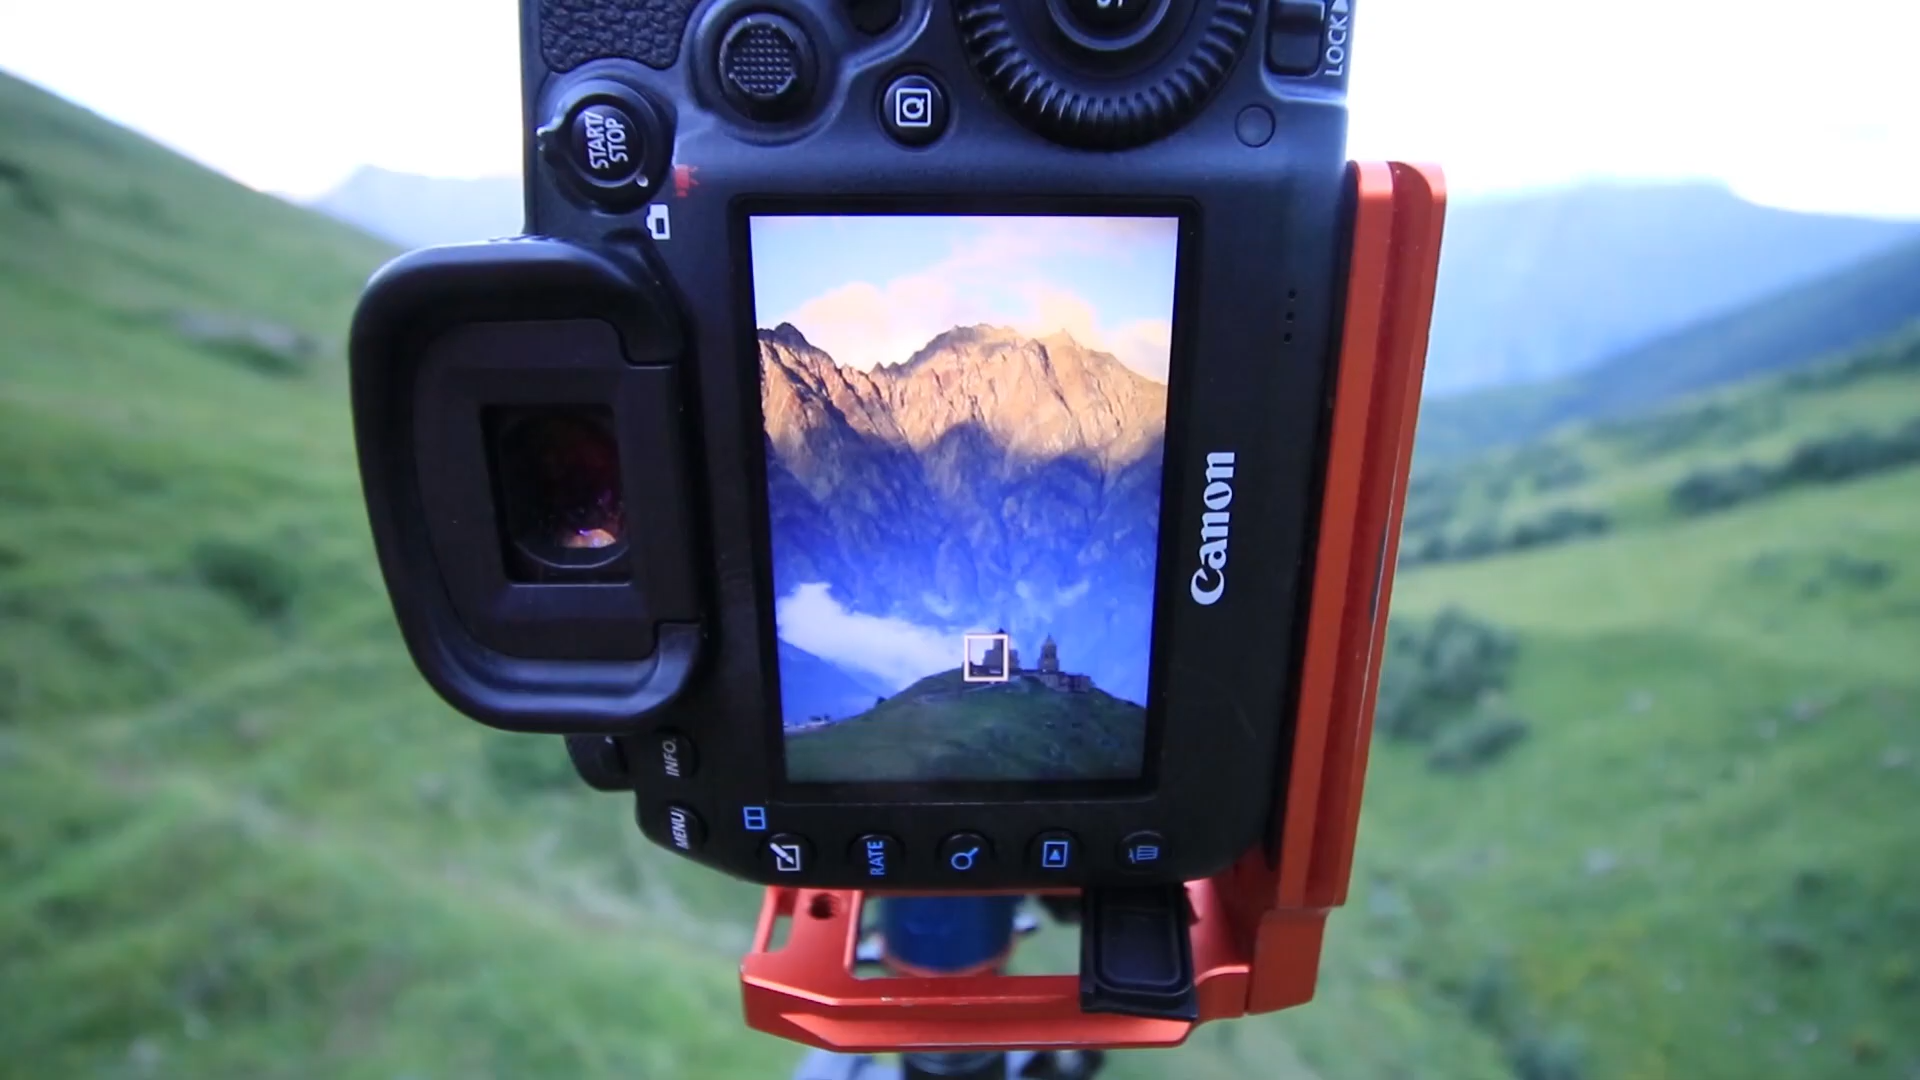 LOCK
Q
START/
STOP
Canon
INFO.
MENU
RATE